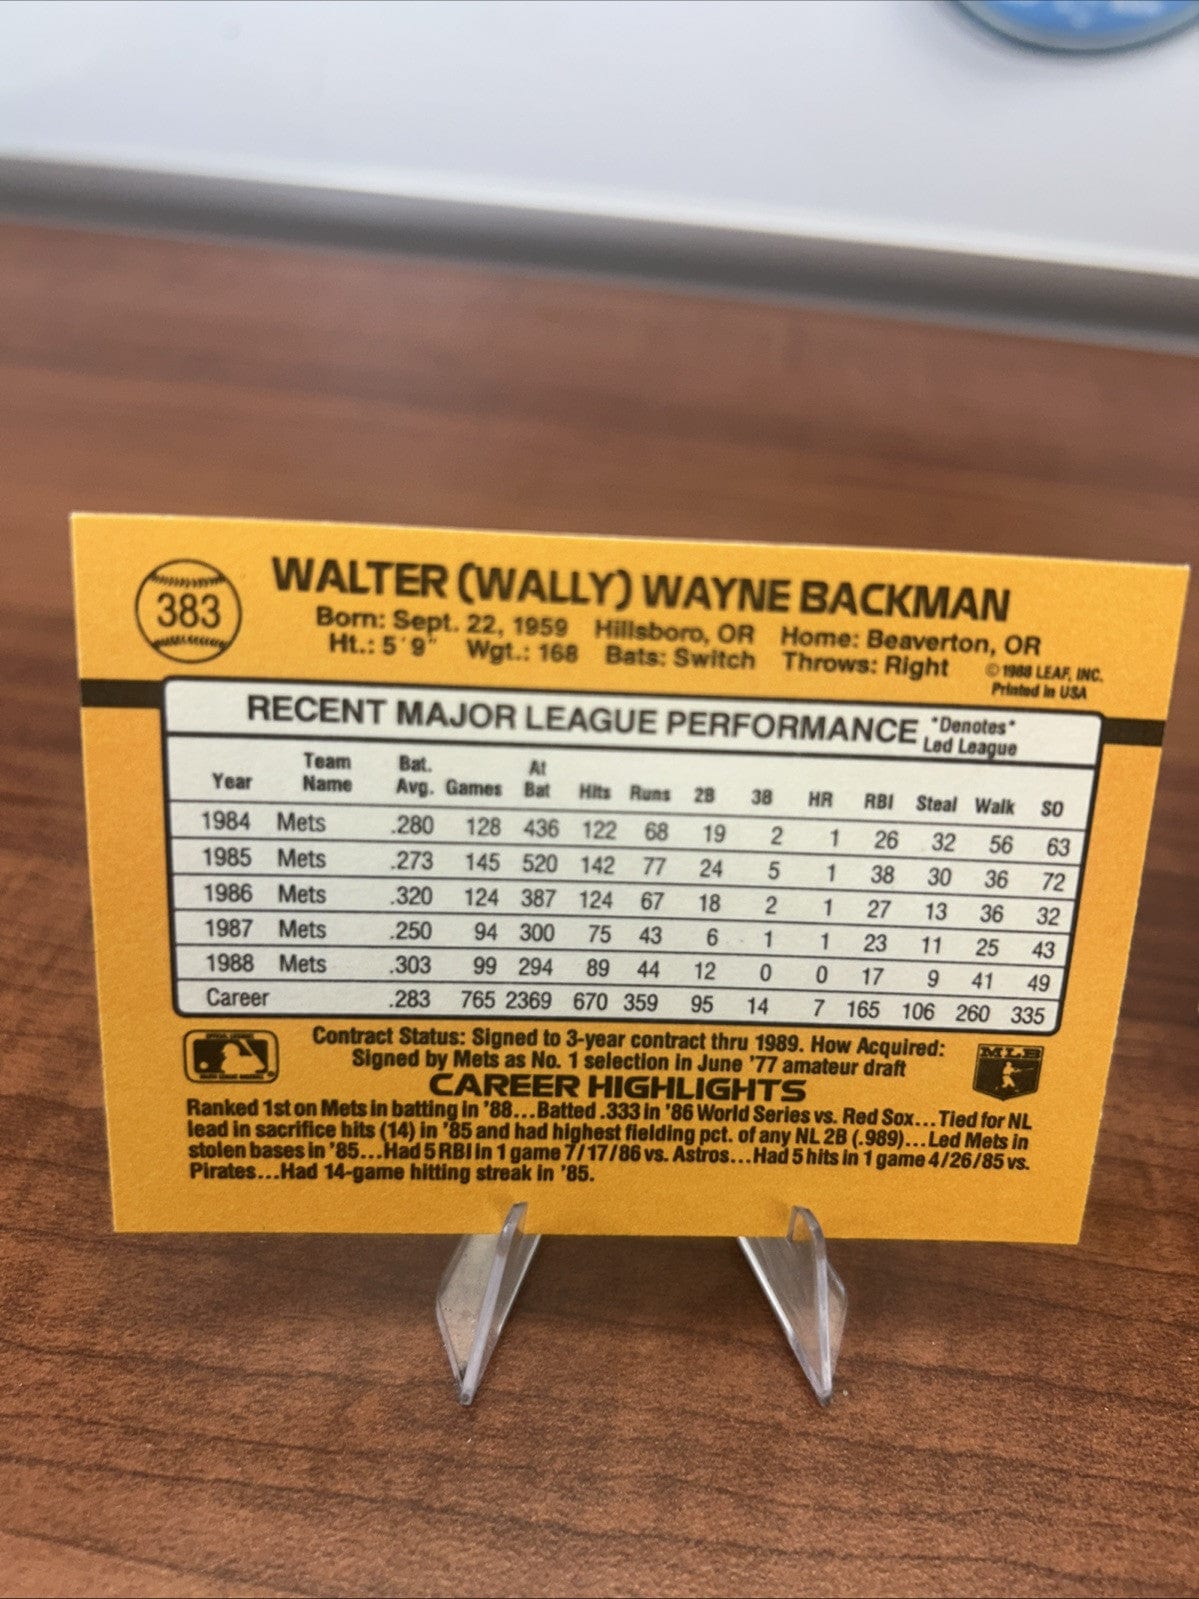 383
WALTER (WALLY) WAYNE BACKMAN
Born: Sept. 22, 1959 Hillsboro, OR Home: Beaverton, OR
Ht.: 5'9" Wgt.: 168 Bats: Switch Throws: Right
©1988 LEAF, INC.
Printed in USA
RECENT MAJOR LEAGUE PERFORMANCE *Denotes* Led League
Year Team Name Bat. Avg. Games At Bat Hits Runs 2B 3B HR RBI Steal Walk SO
1984 Mets .280 128 436 122 68 19 2 1 26 32 56 63
1985 Mets .273 145 520 142 77 24 5 1 38 30 36 72
1986 Mets .320 124 387 124 67 18 2 1 27 13 36 32
1987 Mets .250 94 300 75 43 6 1 1 23 11 25 43
1988 Mets .303 99 294 89 44 12 0 0 17 9 41 49
Career .283 765 2369 670 359 95 14 7 165 106 260 335
Contract Status: Signed to 3-year contract thru 1989. How Acquired:
Signed by Mets as No. 1 selection in June '77 amateur draft
MLB
CAREER HIGHLIGHTS
Ranked 1st on Mets in batting in '88...Batted .333 in '86 World Series vs. Red Sox...Tied for NL
lead in sacrifice hits (14) in '85 and had highest fielding pct. of any NL 2B (.989)...Led Mets in
stolen bases in '85...Had 5 RBI in 1 game 7/17/86 vs. Astros...Had 5 hits in 1 game 4/26/85 vs.
Pirates...Had 14-game hitting streak in '85.